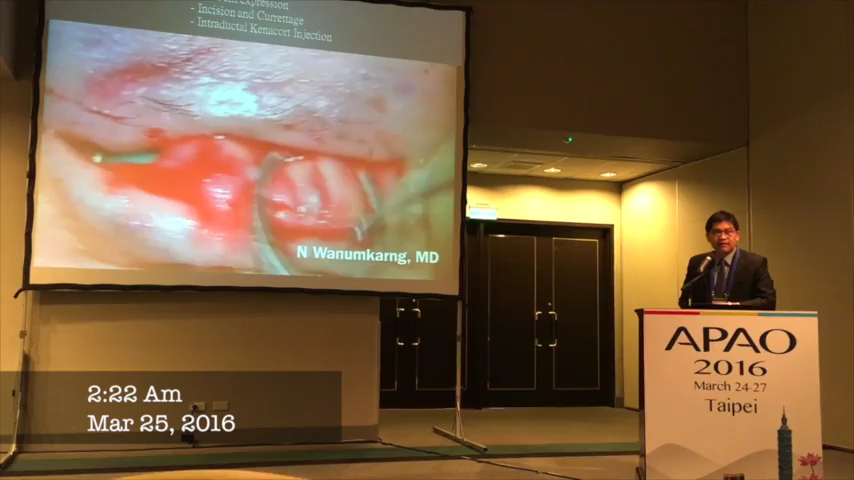 expression
- Incision and Currettage
- Intraductal Kenacort Injection
N Wanumkarng, MD
APAO
2016
March 24-27
Taipei
2:22 Am
Mar 25, 2016